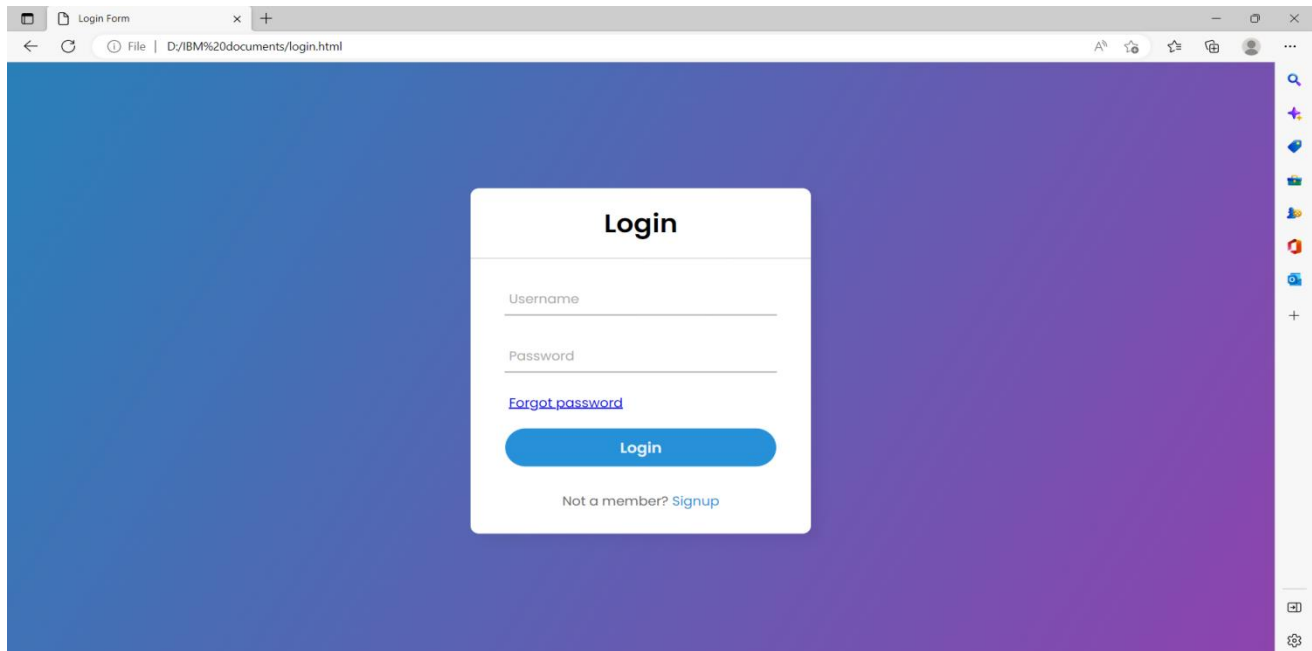 Login Form
File | D:/IBM%20documents/login.html
Login
Username
Password
Forgot password
Login
Not a member? Signup